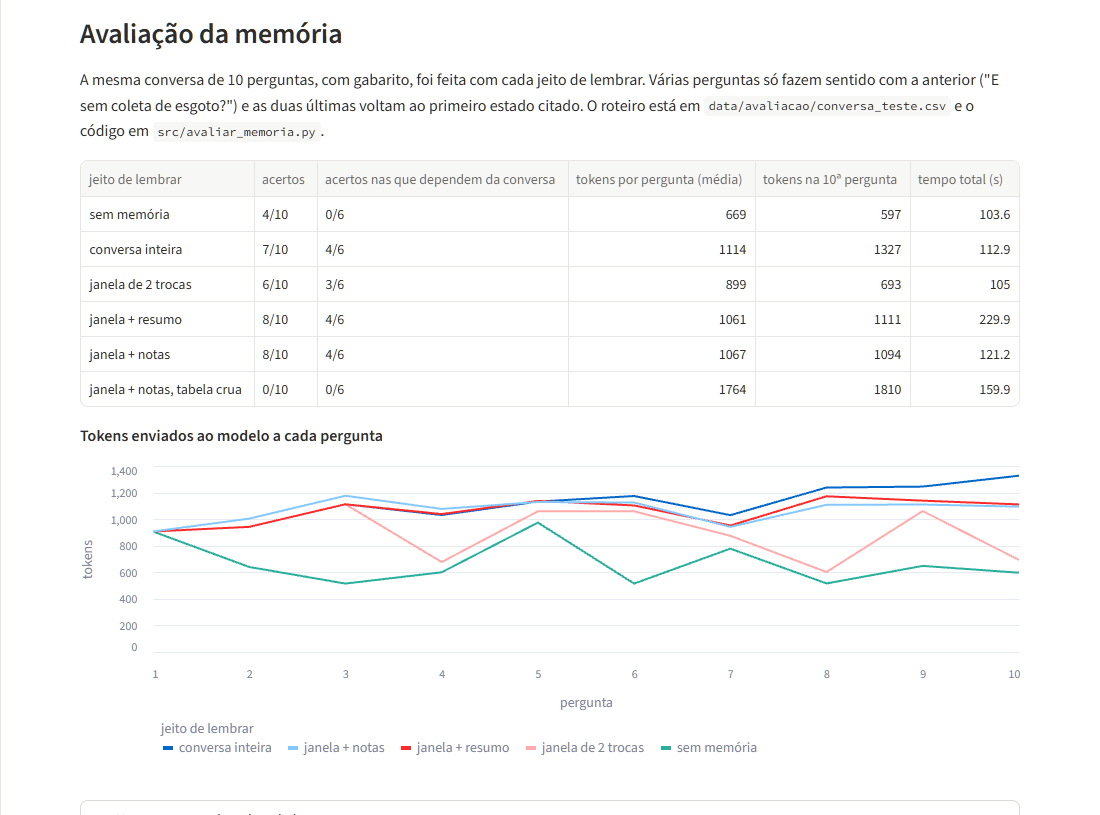 Avaliação da memória
A mesma conversa de 10 perguntas, com gabarito, foi feita com cada jeito de lembrar. Várias perguntas só fazem sentido com a anterior ("E
sem coleta de esgoto?") e as duas últimas voltam ao primeiro estado citado. O roteiro está em data/avaliacao/conversa_teste.csv e o
código em src/avaliar_memoria.py .
jeito de lembrar acertos acertos nas que dependem da conversa tokens por pergunta (média) tokens na 10ª pergunta tempo total (s)
sem memória 4/10 0/6 669 597 103.6
conversa inteira 7/10 4/6 1114 1327 112.9
janela de 2 trocas 6/10 3/6 899 693 105
janela + resumo 8/10 4/6 1061 1111 229.9
janela + notas 8/10 4/6 1067 1094 121.2
janela + notas, tabela crua 0/10 0/6 1764 1810 159.9
Tokens enviados ao modelo a cada pergunta
1,400
1,200
1,000
800
600
400
200
0
tokens
1 2 3 4 5 6 7 8 9 10
pergunta
jeito de lembrar
conversa inteira janela + notas janela + resumo janela de 2 trocas sem memória